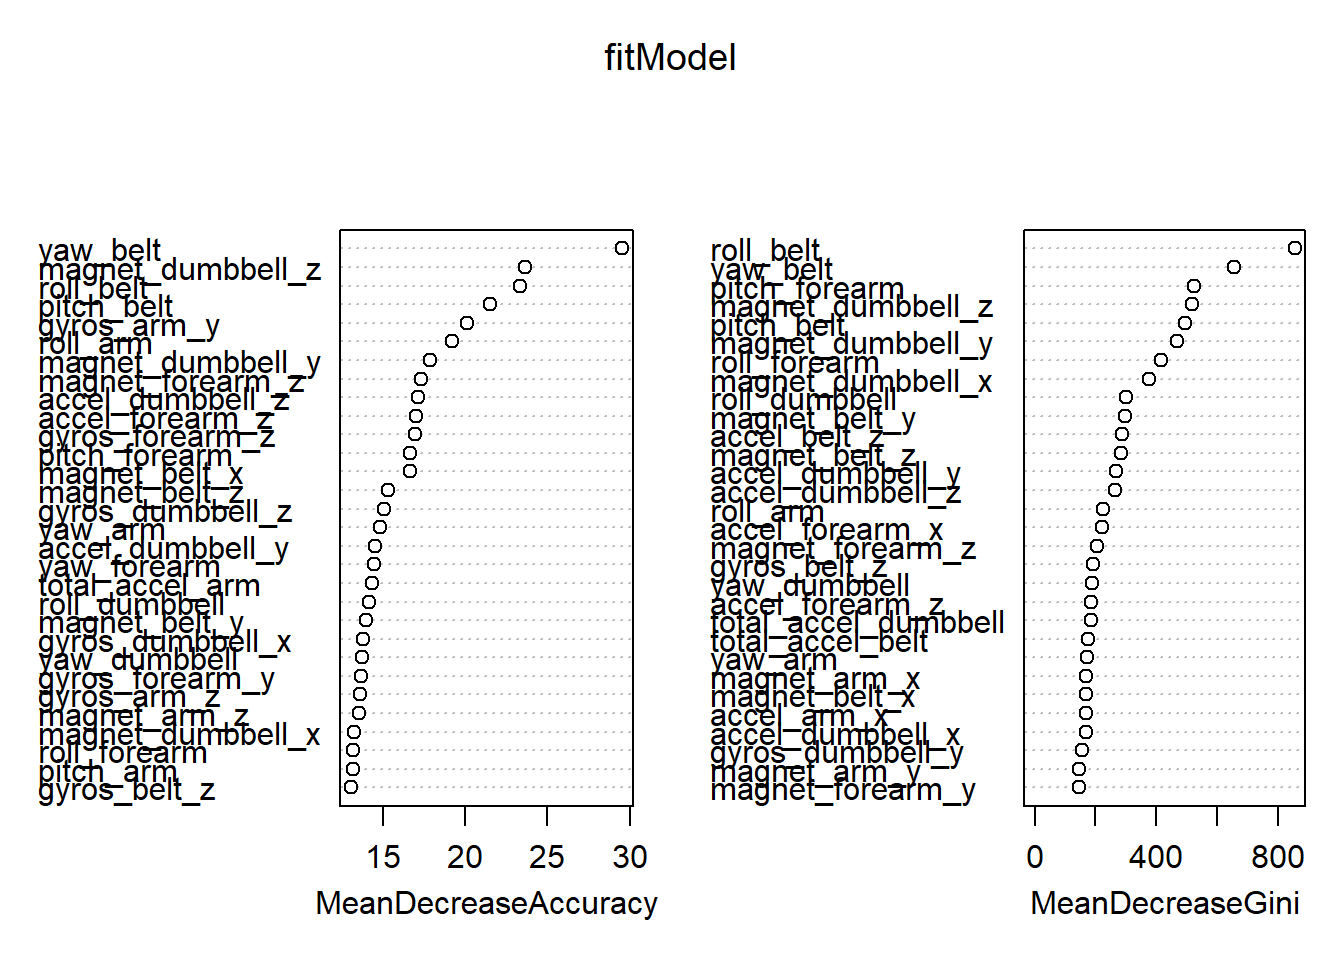 fitModel
yaw_belt
magnet_dumbbell_z
roll_belt
pitch_belt
gyros_arm_y
roll_arm
magnet_dumbbell_y
magnet_forearm_z
accel_dumbbell_z
accel_forearm_z
gyros_forearm_z
pitch_forearm
magnet_belt_x
magnet_belt_z
gyros_dumbbell_z
yaw_arm
accel_dumbbell_y
yaw_forearm
total_accel_arm
roll_dumbbell
magnet_belt_y
gyros_dumbbell_x
yaw_dumbbell
gyros_forearm_y
gyros_arm_z
magnet_arm_z
magnet_dumbbell_x
roll_forearm
pitch_arm
gyros_belt_z
15 20 25 30
MeanDecreaseAccuracy
roll_belt
yaw_belt
pitch_forearm
magnet_dumbbell_z
pitch_belt
magnet_dumbbell_y
roll_forearm
magnet_dumbbell_x
roll_dumbbell
magnet_belt_y
accel_belt_z
magnet_belt_z
accel_dumbbell_y
accel_dumbbell_z
roll_arm
accel_forearm_x
magnet_forearm_z
gyros_belt_z
yaw_dumbbell
accel_forearm_z
total_accel_dumbbell
total_accel_belt
yaw_arm
magnet_arm_x
magnet_belt_x
accel_arm_x
accel_dumbbell_x
gyros_dumbbell_y
magnet_arm_y
magnet_forearm_y
0 400 800
MeanDecreaseGini